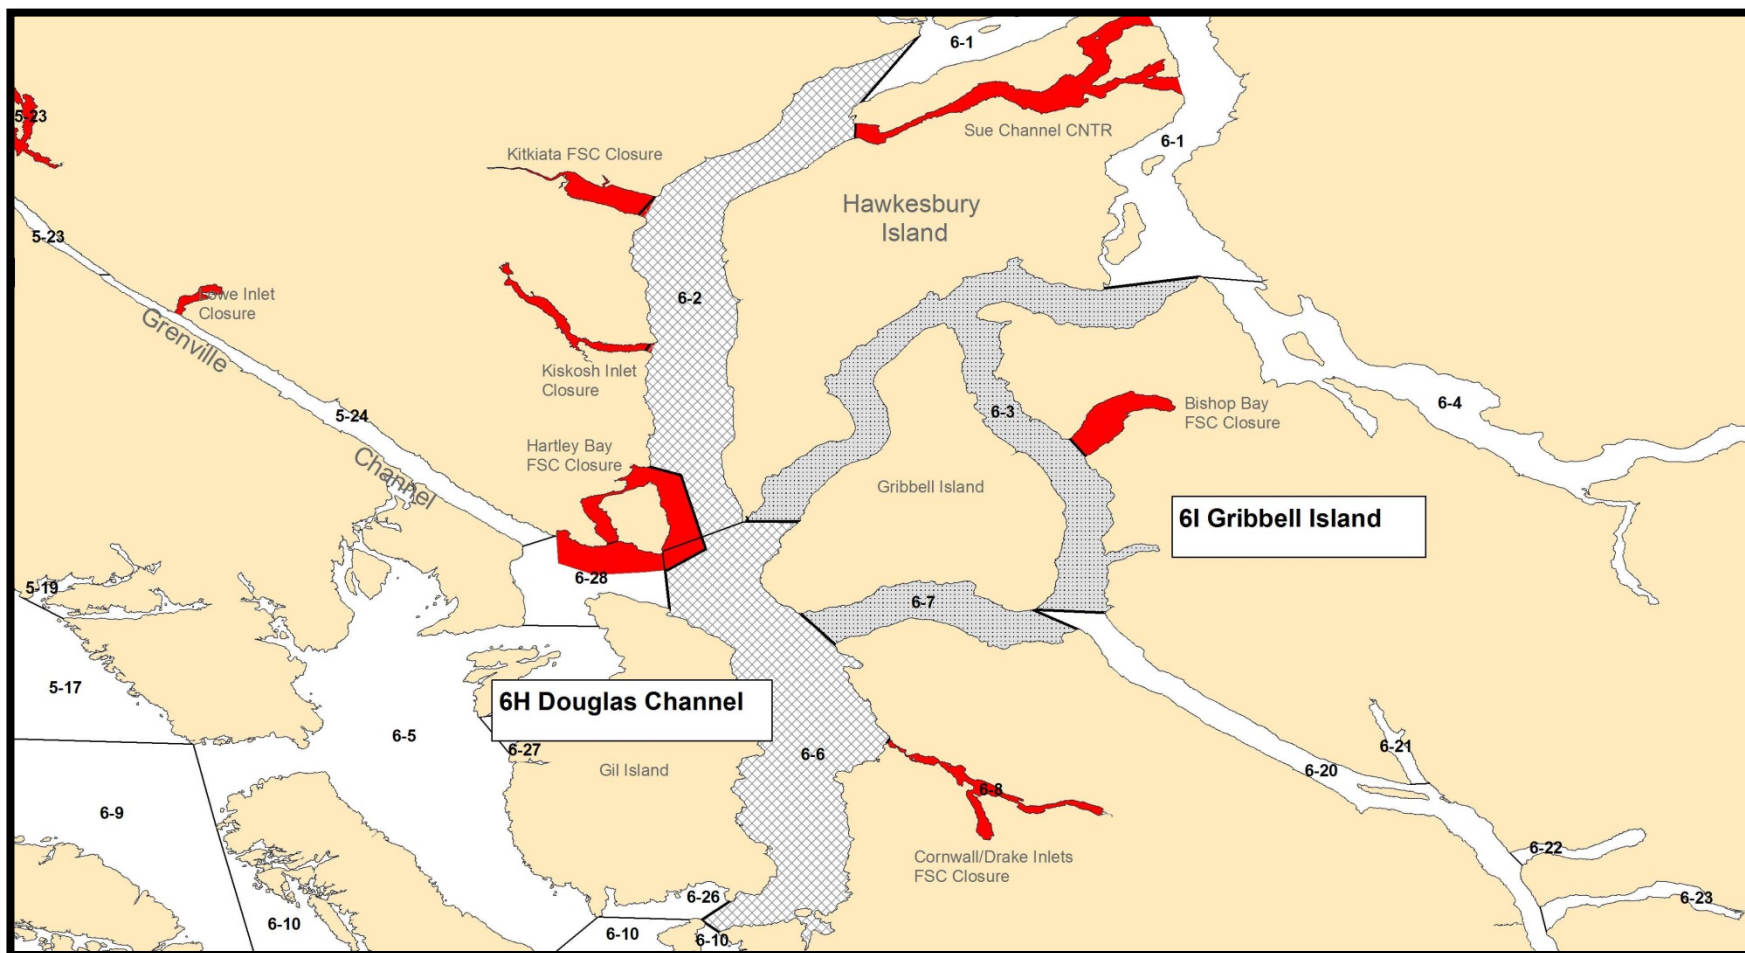 6-1
5-23
Sue Channel CNTR
6-1
Kitkiata FSC Closure
Hawkesbury
Island
5-23
6-2
Lowe Inlet
Closure
Grenville
Channel
Kiskosh Inlet
Closure
5-24
6-3
6-4
Bishop Bay
FSC Closure
Hartley Bay
FSC Closure
Gribbell Island
6I Gribbell Island
6-28
5-19
6-7
5-17
6H Douglas Channel
6-5
6-27
6-6
Gil Island
6-21
6-20
6-8
6-9
6-22
Cornwall/Drake Inlets
FSC Closure
6-26
6-23
6-10
6-10
6-10